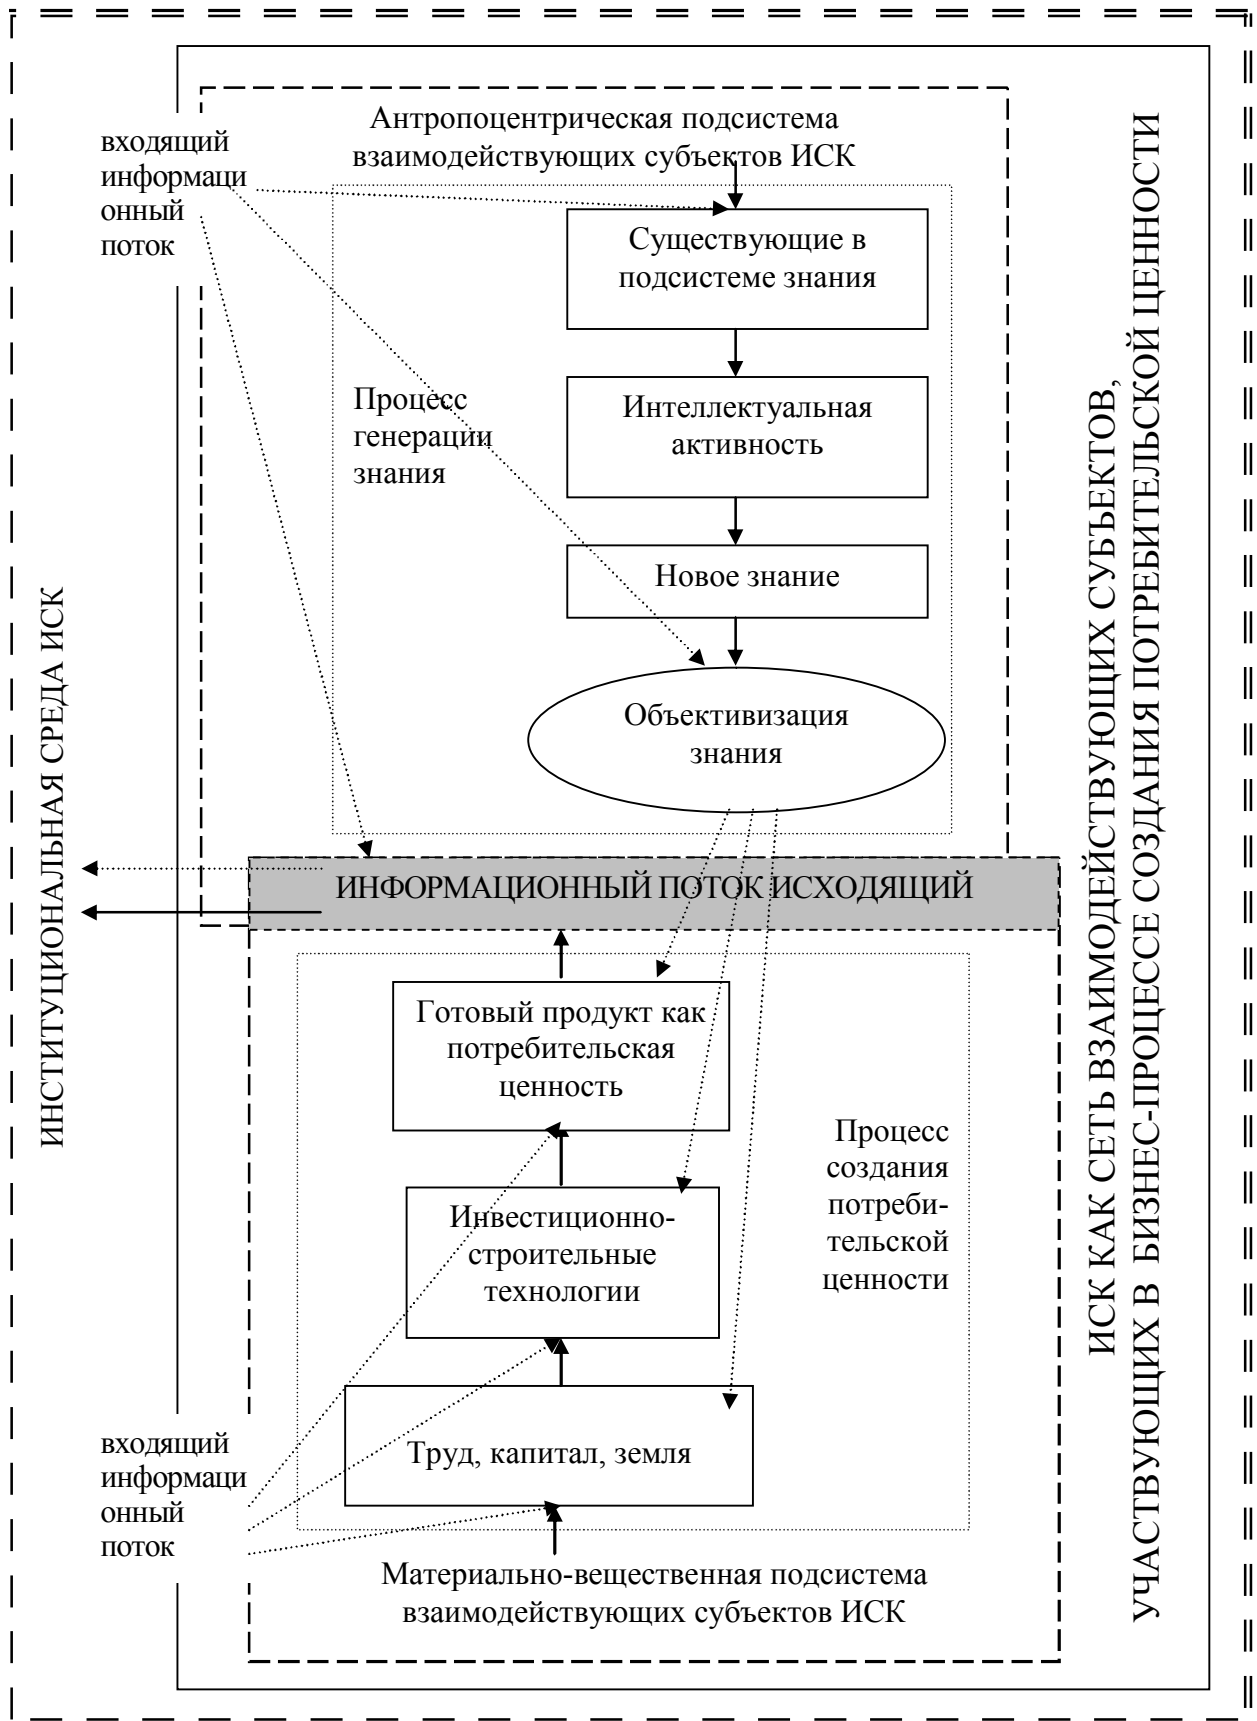 Антропоцентрическая подсистема
взаимодействующих субъектов ИСК
входящий
информаци
онный
поток
Существующие в
подсистеме знания
Процесс
генерации
знания
Интеллектуальная
активность
Новое знание
Объективизация
знания
ИНФОРМАЦИОННЫЙ ПОТОК ИСХОДЯЩИЙ
Готовый продукт как
потребительская
ценность
Процесс
создания
потреби-
тельской
ценности
Инвестиционно-
строительные
технологии
Труд, капитал, земля
входящий
информаци
онный
поток
Материально-вещественная подсистема
взаимодействующих субъектов ИСК
ИНСТИТУЦИОНАЛЬНАЯ СРЕДА ИСК
ИСК КАК СЕТЬ ВЗАИМОДЕЙСТВУЮЩИХ СУБЪЕКТОВ,
УЧАСТВУЮЩИХ В БИЗНЕС-ПРОЦЕССЕ СОЗДАНИЯ ПОТРЕБИТЕЛЬСКОЙ ЦЕННОСТИ